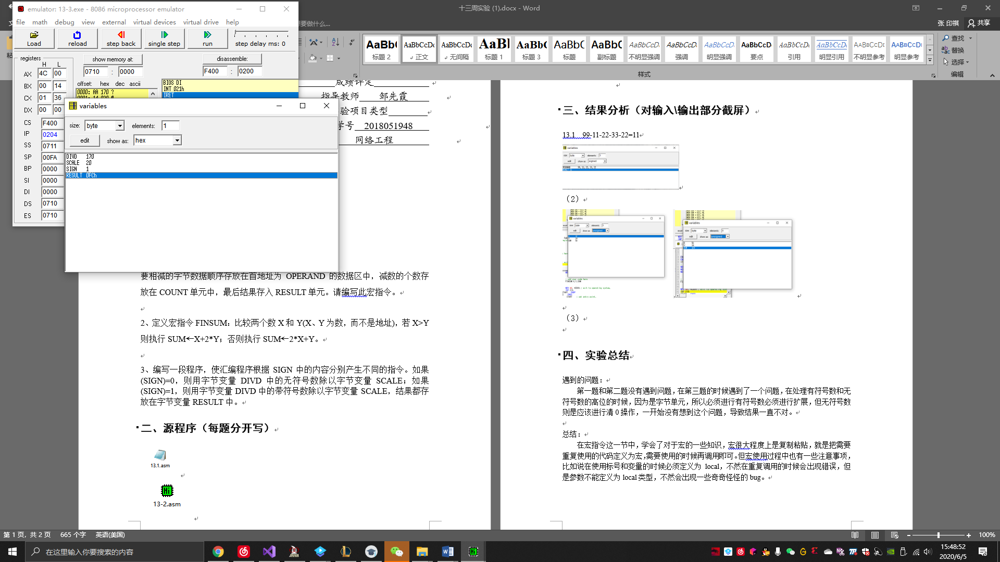 emulator: 13-3.exe - 8086 microprocessor emulator
file math debug view external virtual devices virtual drive help
Load reload step back single step run step delay ms: 0
registers
H L
AX 4C 00
BX 00 14
CX 01 36
DX 00 00
CS F400
IP 0204
SS 0711
SP 00FA
BP 0000
SI 0000
DI 0000
DS 0710
ES 0710
show memory at: disassemble:
0710 : 0000 F400 : 0200
offset: hex dec ascii
0000: AA 170 ?
BIOS DI
INT 021h
IRET
variables
size: byte elements: 1
edit show as: hex
DIVD 170
SCALE 20
SIGN 1
RESULT 0FCh
十三周实验 (1).docx - Word
张 印祺 共享
要做什么...
AaBb( 标题 2
AaBbCcDc 正文
AaBbCcDc 无间隔
AaBl 标题 1
AaBb( 标题 3
AaBbC 标题
AaBbC 副标题
AaBbCcD 不明显强调
AaBbCcDc 强调
AaBbCcDc 明显强调
AaBbCcDc 要点
AaBbCcDc 引用
AaBbCcDc 明显引用
AaBbCcDc 不明显参考
AaBbCcDc 明显参考
样式
查找
替换
选择
编辑
成绩评定
指导教师 邹先霞
验项目类型
学号 2018051948
网络工程
要相减的字节数据顺序存放在首地址为 OPERAND 的数据区中，减数的个数存
放在 COUNT 单元中，最后结果存入 RESULT 单元。请编写此宏指令。
2、定义宏指令 FINSUM：比较两个数 X 和 Y(X、Y 为数，而不是地址)，若 X>Y
则执行 SUM←X+2*Y；否则执行 SUM←2*X+Y。
3、编写一段程序，使汇编程序根据 SIGN 中的内容分别产生不同的指令。如果
(SIGN)=0，则用字节变量 DIVD 中的无符号数除以字节变量 SCALE；如果
(SIGN)=1，则用字节变量 DIVD 中的带符号数除以字节变量 SCALE，结果都存
放在字节变量 RESULT 中。
二、源程序（每题分开写）
13.1.asm
13-2.asm
三、结果分析（对输入\输出部分截屏）
13.1 99-11-22-33-22=11
variables
（2）
variables
variables
（3）
四、实验总结
遇到的问题：
第一题和第二题没有遇到问题，在第三题的时候遇到了一个问题，在处理有符号数和无
符号数的高位的时候，因为是字节单元，所以必须进行有符号数必须进行扩展，但无符号数
则是应该进行清 0 操作，一开始没有想到这个问题，导致结果一直不对。
总结：
在宏指令这一节中，学会了对于宏的一些知识，宏很大程度上是复制粘贴，就是把需要
重复使用的代码定义为宏，需要使用的时候再调用即可。但宏使用过程中也有一些注意事项，
比如说在使用标号和变量的时候必须定义为 local，不然在重复调用的时候会出现错误，但
是参数不能定义为 local 类型，不然会出现一些奇奇怪怪的 bug。
第 1 页，共 2 页 665 个字 英语(美国) 100%
在这里输入你要搜索的内容
15:48:52
2020/6/5